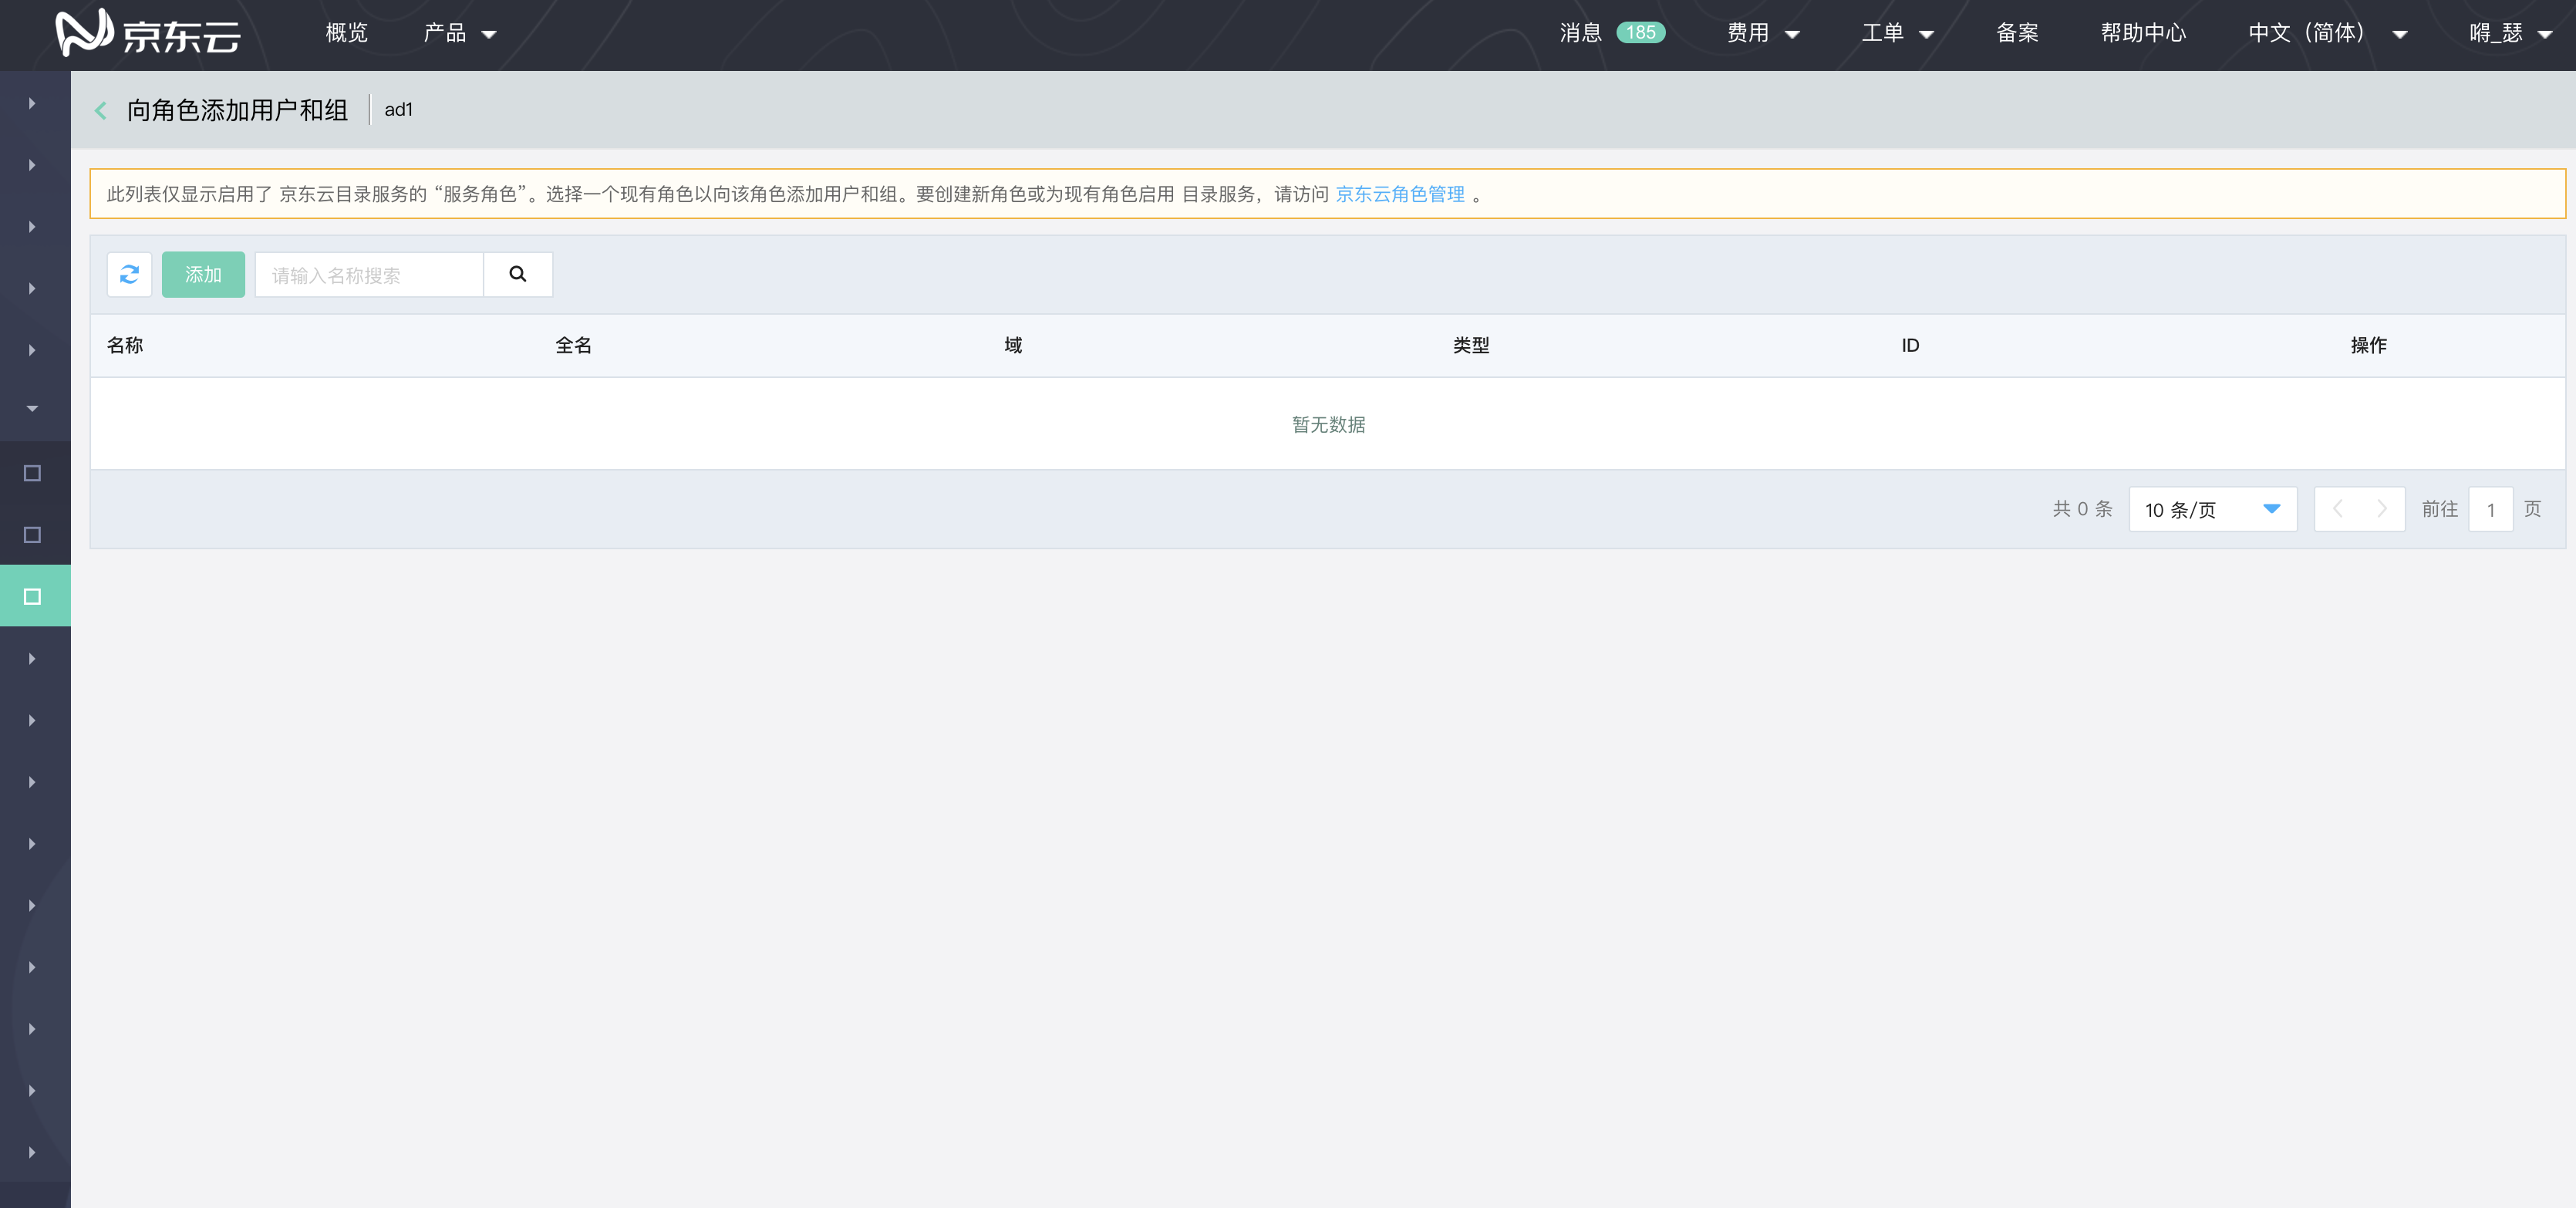 京东云 概览 产品 消息 185 费用 工单 备案 帮助中心 中文（简体） 嘚_瑟
向角色添加用户和组 ad1
此列表仅显示启用了 京东云目录服务的 “服务角色”。选择一个现有角色以向该角色添加用户和组。要创建新角色或为现有角色启用 目录服务，请访问 京东云角色管理 。
添加 请输入名称搜索
名称 全名 域 类型 ID 操作
暂无数据
共 0 条 10 条/页 前往 1 页